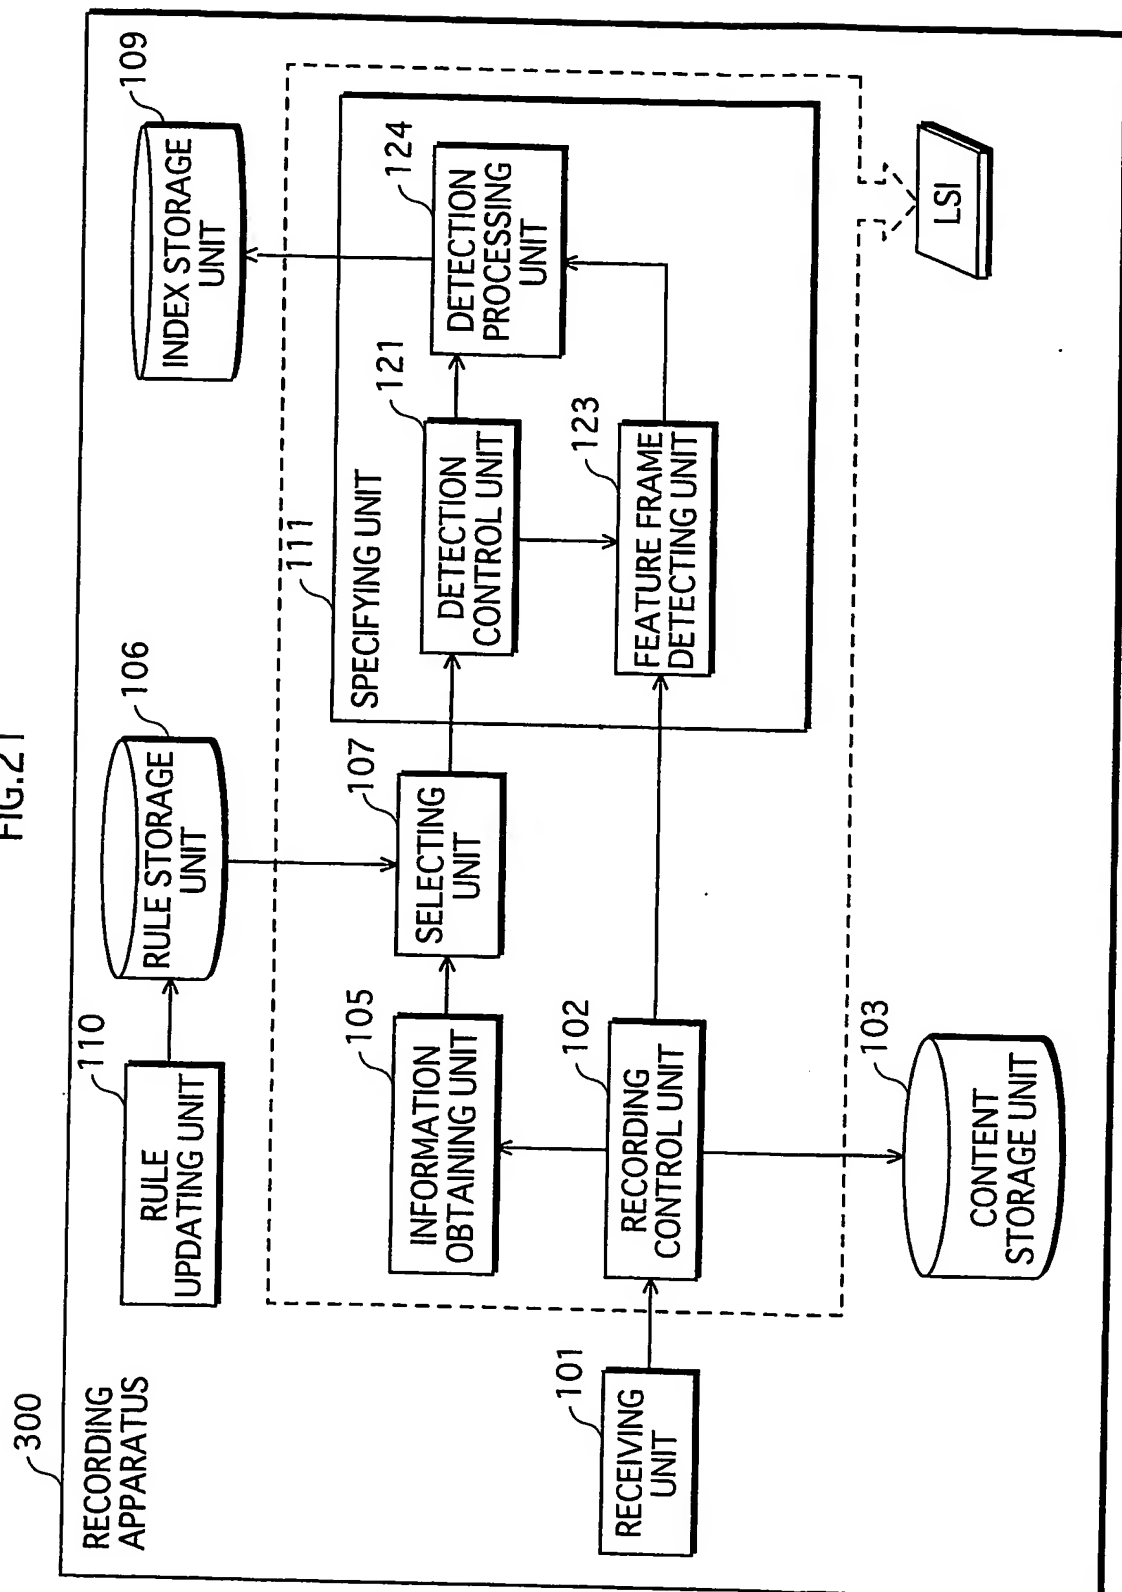 FIG.21
300
RECORDING
APPARATUS
110
RULE
UPDATING UNIT
106
RULE STORAGE
UNIT
109
INDEX STORAGE
UNIT
105
INFORMATION
OBTAINING UNIT
107
SELECTING
UNIT
111
SPECIFYING UNIT
121
DETECTION
CONTROL UNIT
124
DETECTION
PROCESSING
UNIT
101
RECEIVING
UNIT
102
RECORDING
CONTROL UNIT
123
FEATURE FRAME
DETECTING UNIT
103
CONTENT
STORAGE UNIT
LSI